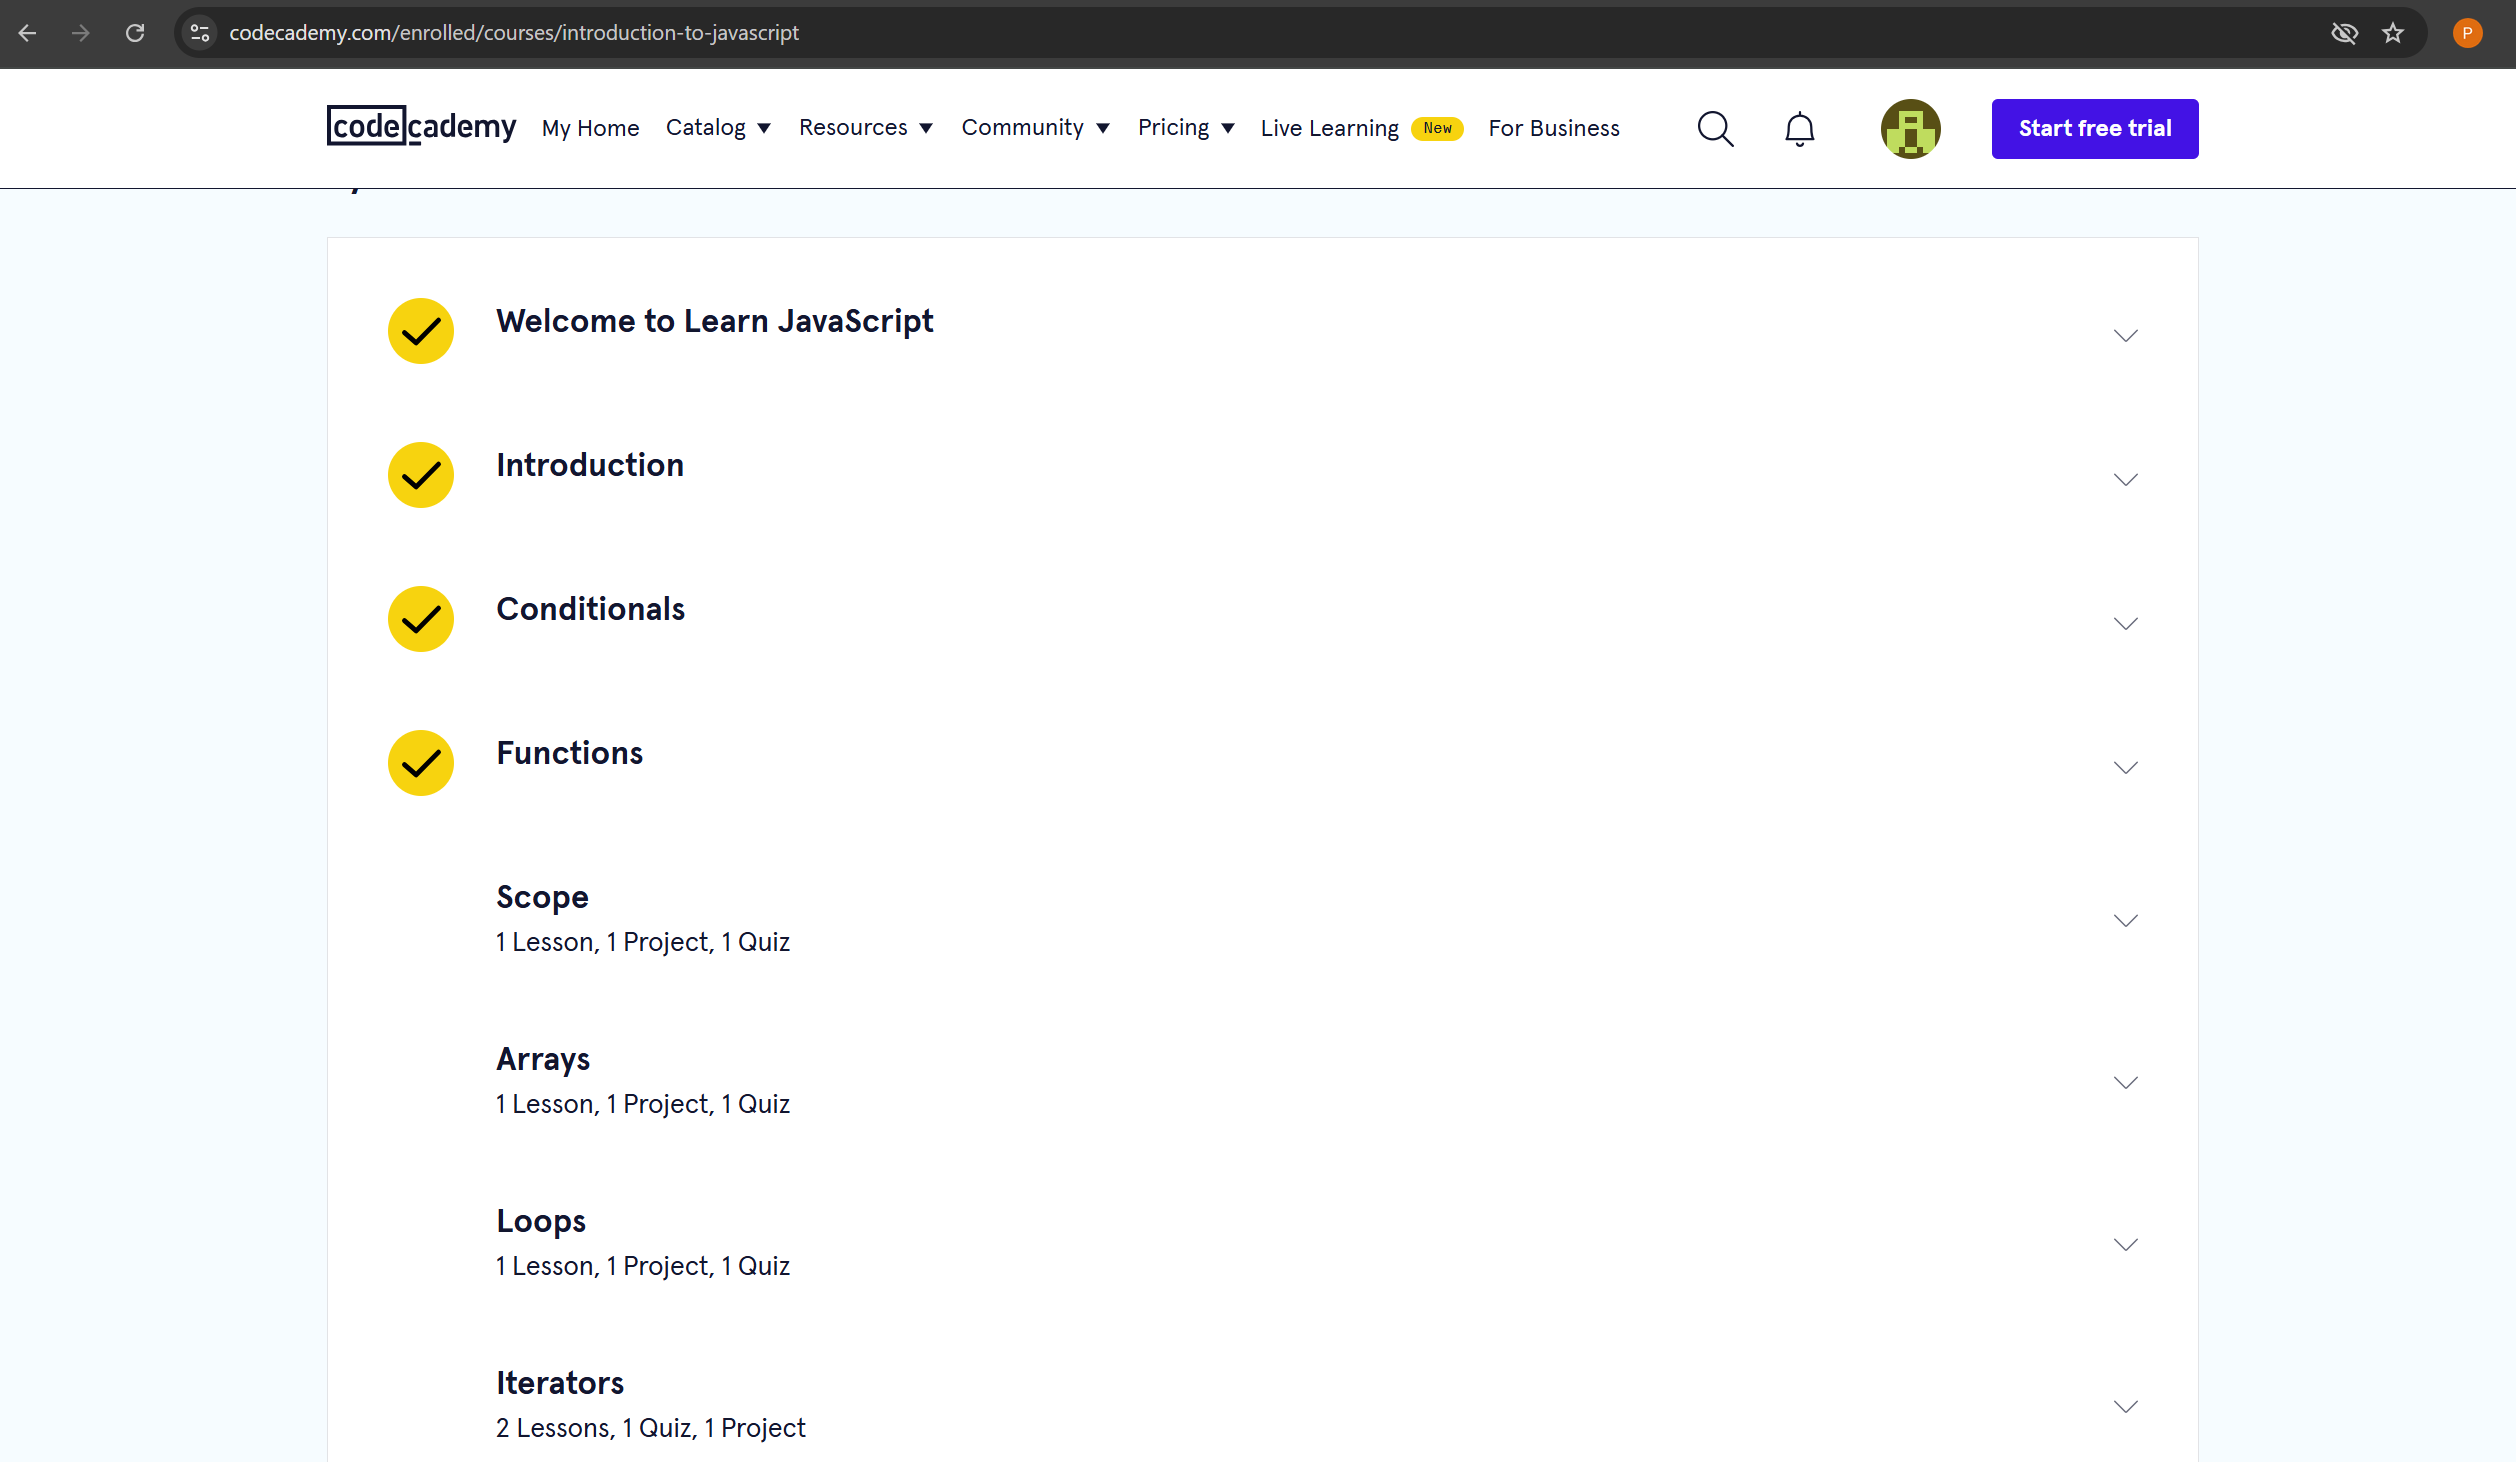 codecademy.com/enrolled/courses/introduction-to-javascript
P
codecademy My Home Catalog Resources Community Pricing Live Learning New For Business Start free trial
Welcome to Learn JavaScript
Introduction
Conditionals
Functions
Scope
1 Lesson, 1 Project, 1 Quiz
Arrays
1 Lesson, 1 Project, 1 Quiz
Loops
1 Lesson, 1 Project, 1 Quiz
Iterators
2 Lessons, 1 Quiz, 1 Project